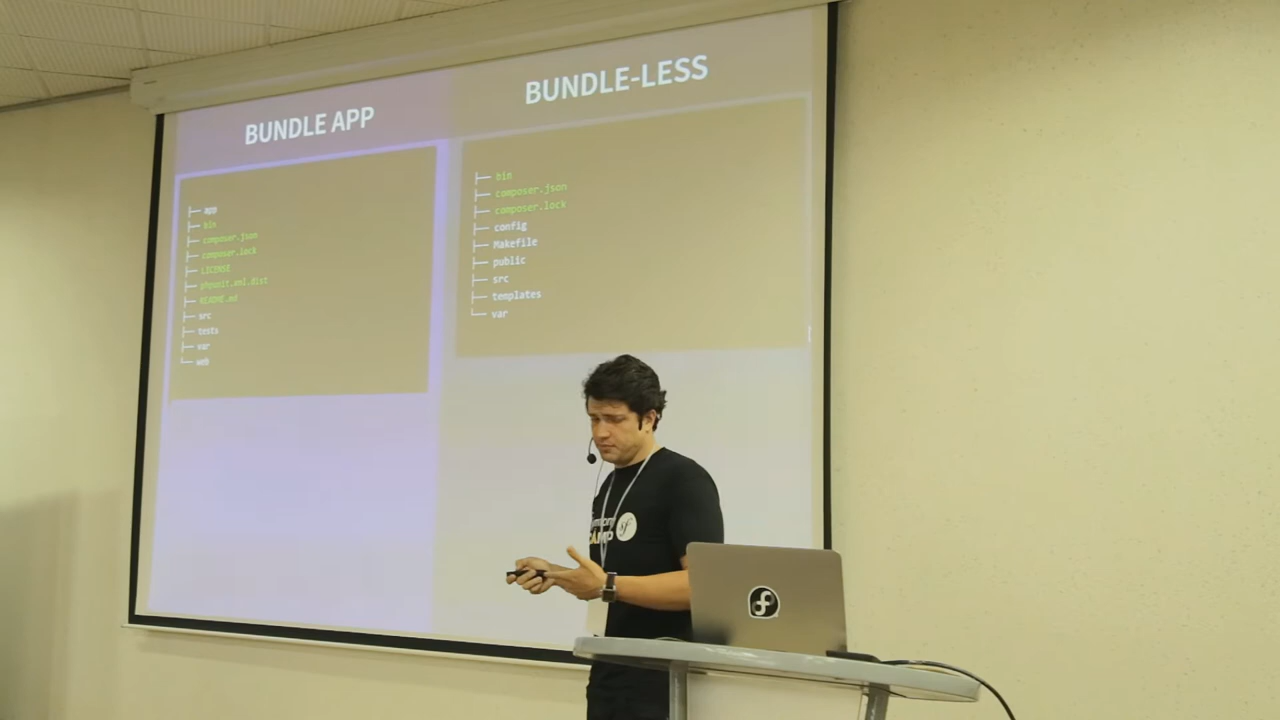 BUNDLE APP
├── app
├── bin
├── composer.json
├── composer.lock
├── LICENSE
├── phpunit.xml.dist
├── README.md
├── src
├── tests
├── var
└── web
BUNDLE-LESS
├── bin
├── composer.json
├── composer.lock
├── config
├── Makefile
├── public
├── src
├── templates
└── var
sf